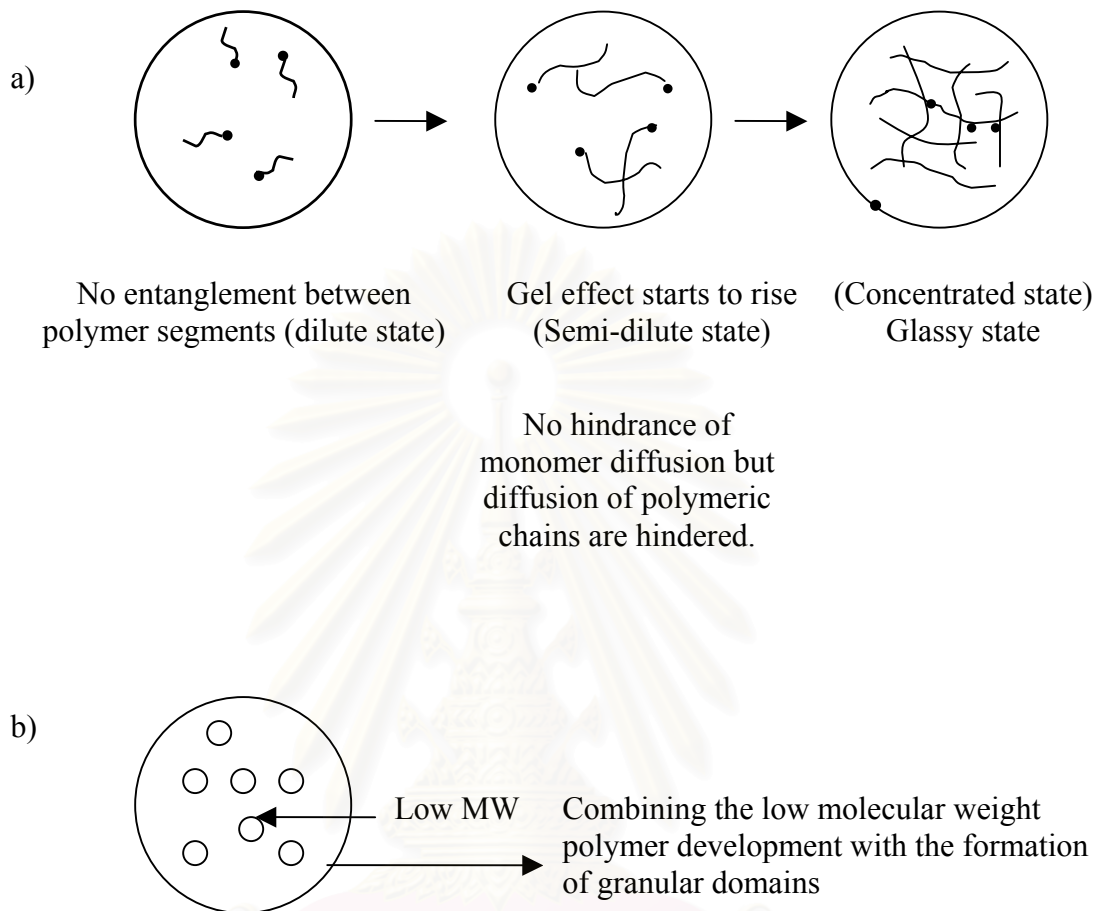 a)
No entanglement between
polymer segments (dilute state)
Gel effect starts to rise
(Semi-dilute state)
(Concentrated state)
Glassy state
No hindrance of
monomer diffusion but
diffusion of polymeric
chains are hindered.
b)
Low MW
Combining the low molecular weight
polymer development with the formation
of granular domains